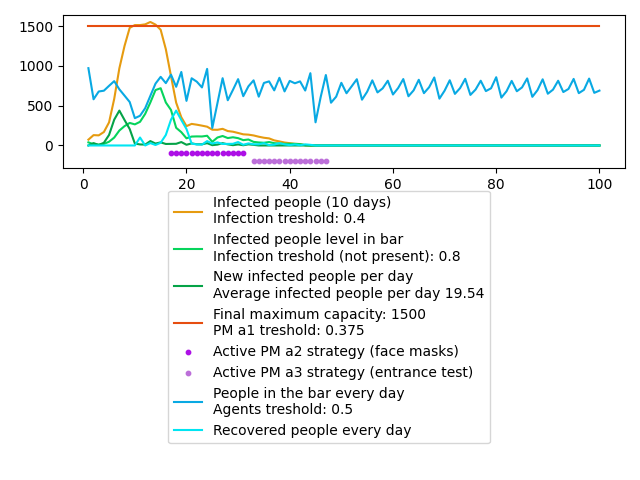 1500
1000
500
0
0 20 40 60 80 100
Infected people (10 days)
Infection treshold: 0.4
Infected people level in bar
Infection treshold (not present): 0.8
New infected people per day
Average infected people per day 19.54
Final maximum capacity: 1500
PM a1 treshold: 0.375
Active PM a2 strategy (face masks)
Active PM a3 strategy (entrance test)
People in the bar every day
Agents treshold: 0.5
Recovered people every day